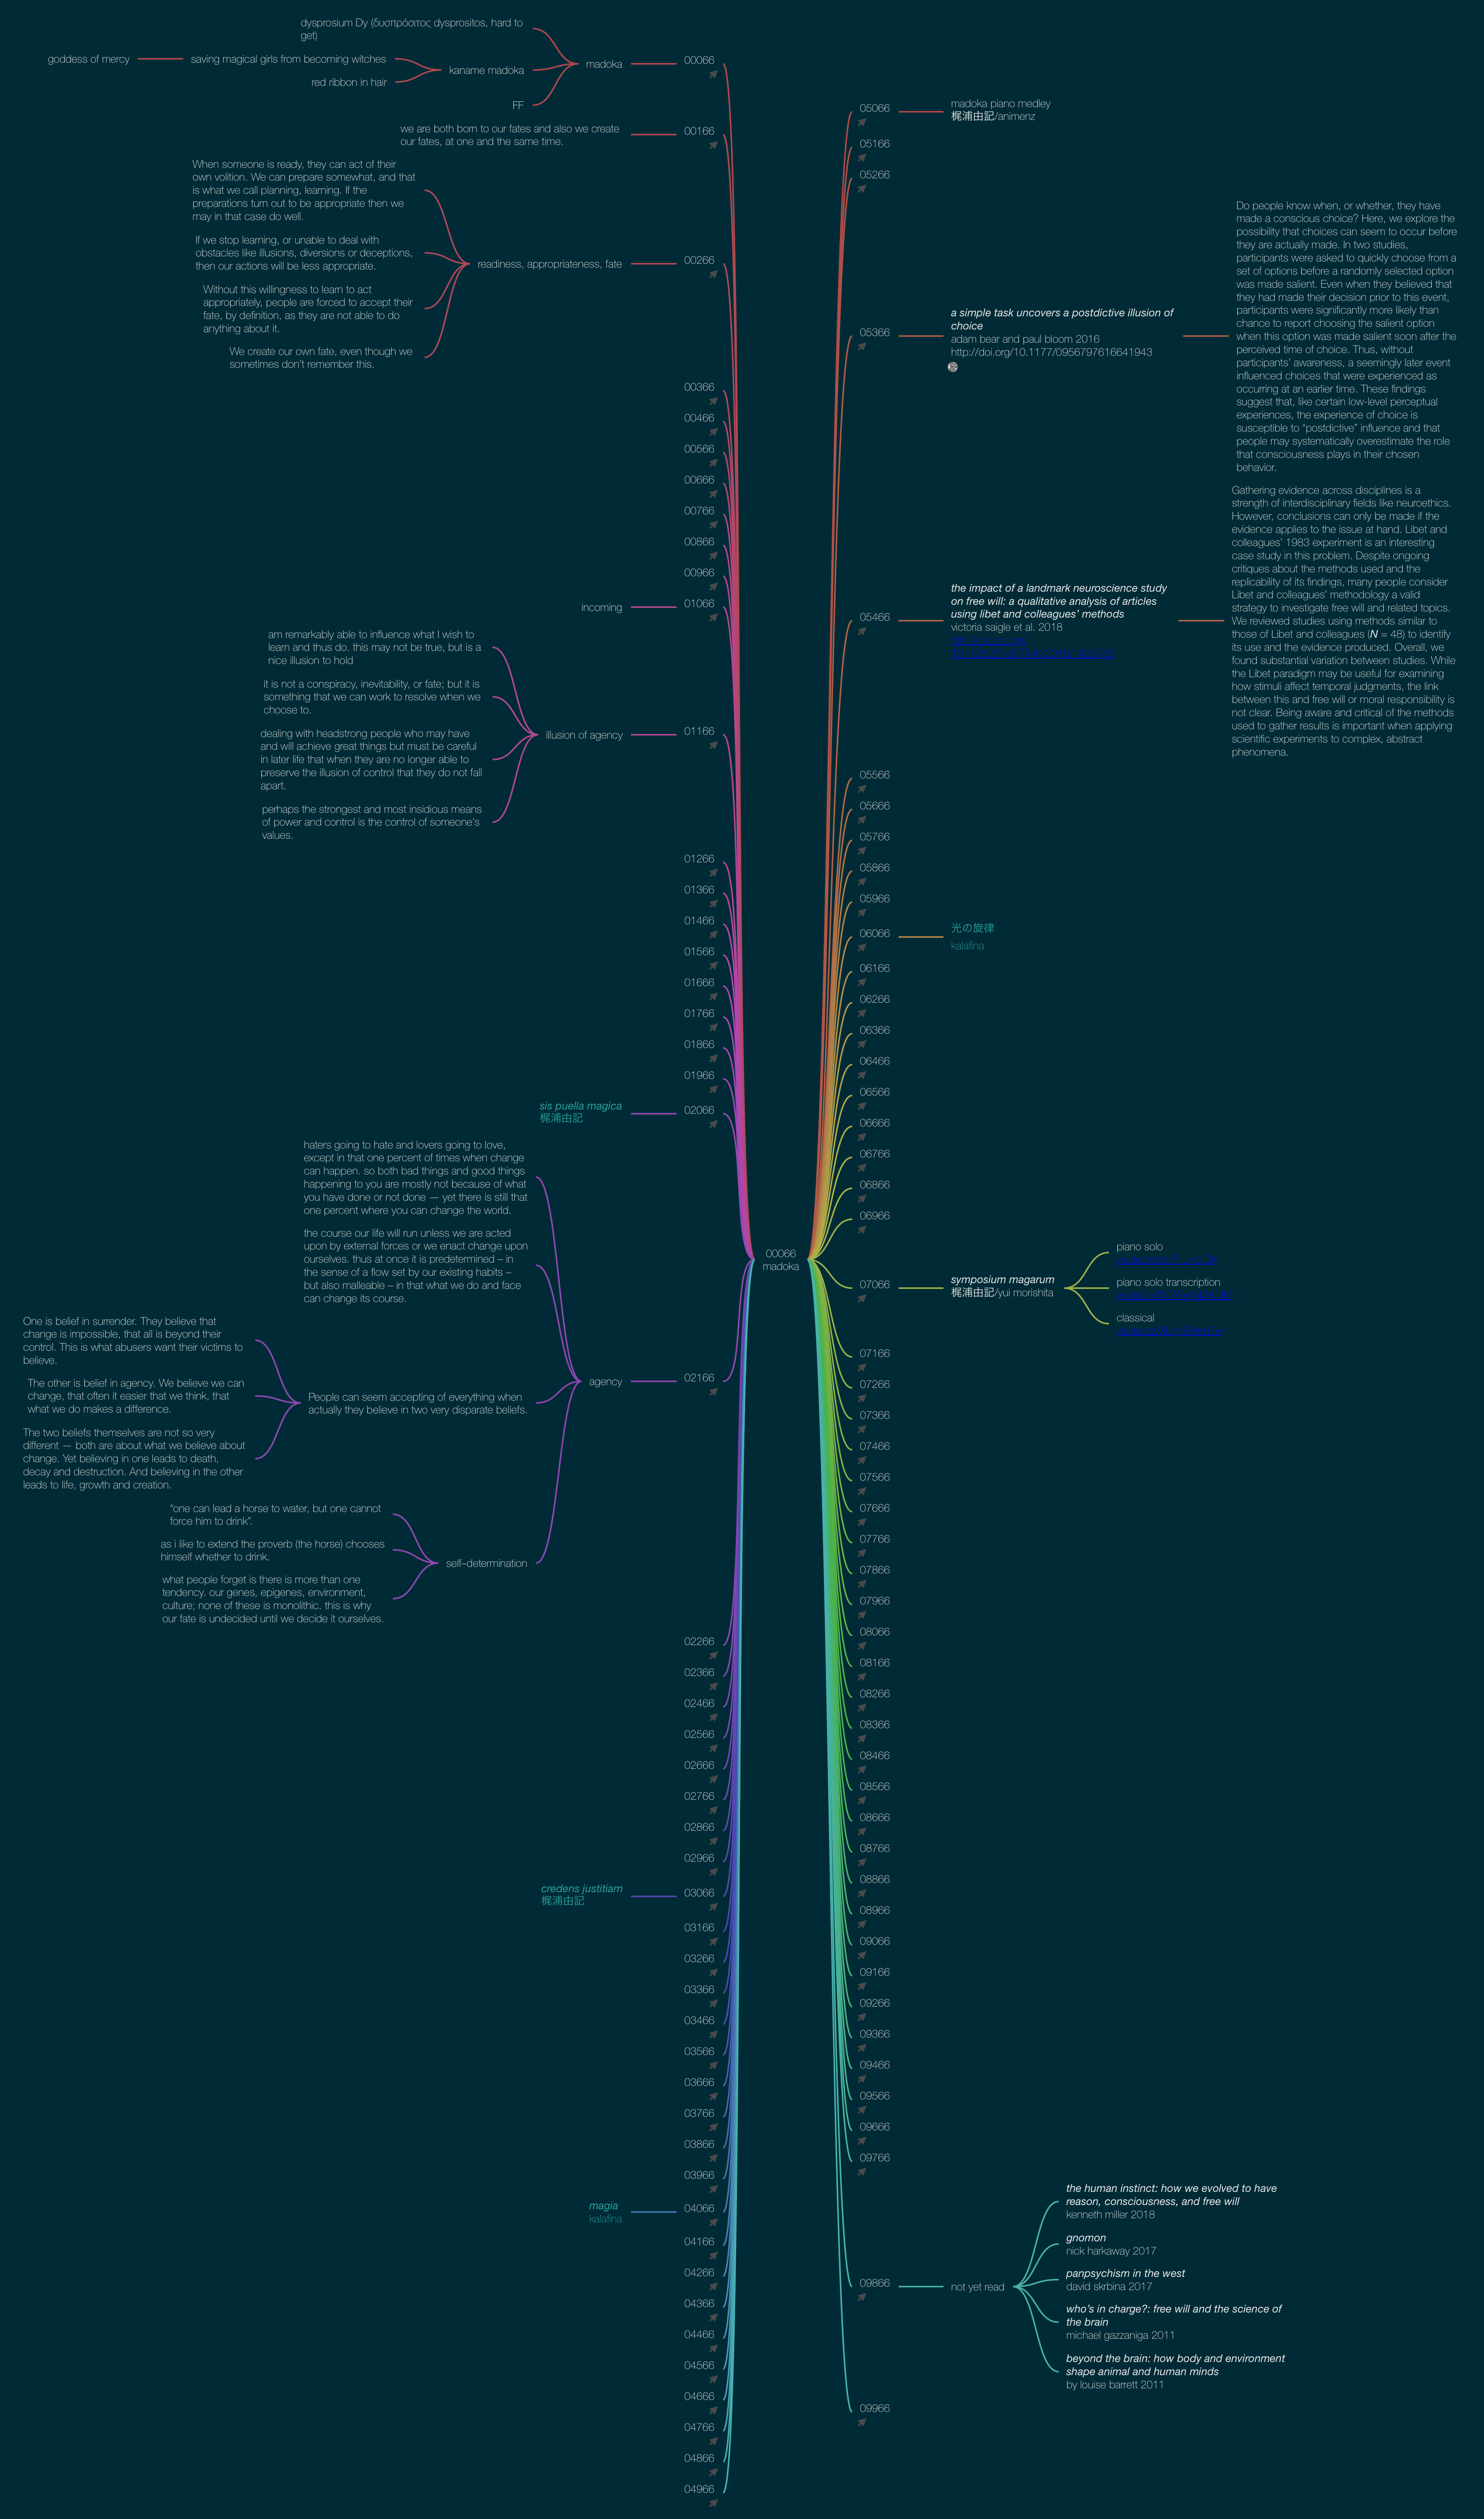 dysprosium Dy (δυσπρόσιτος dysprositos, hard to
get)
goddess of mercy
saving magical girls from becoming witches
red ribbon in hair
kaname madoka
FF
madoka
00066
we are both born to our fates and also we create
our fates, at one and the same time.
00166
When someone is ready, they can act of their
own volition. We can prepare somewhat, and that
is what we call planning, learning. If the
preparations turn out to be appropriate then we
may in that case do well.
If we stop learning, or unable to deal with
obstacles like illusions, diversions or deceptions,
then our actions will be less appropriate.
Without this willingness to learn to act
appropriately, people are forced to accept their
fate, by definition, as they are not able to do
anything about it.
We create our own fate, even though we
sometimes don't remember this.
readiness, appropriateness, fate
00266
00366
00466
00566
00666
00766
00866
00966
incoming
01066
am remarkably able to influence what I wish to
learn and thus do. this may not be true, but is a
nice illusion to hold
it is not a conspiracy, inevitability, or fate; but it is
something that we can work to resolve when we
choose to.
dealing with headstrong people who may have
and will achieve great things but must be careful
in later life that when they are no longer able to
preserve the illusion of control that they do not fall
apart.
perhaps the strongest and most insidious means
of power and control is the control of someone's
values.
illusion of agency
01166
01266
01366
01466
01566
01666
01766
01866
01966
sis puella magica
梶浦由記
02066
haters going to hate and lovers going to love,
except in that one percent of times when change
can happen. so both bad things and good things
happening to you are mostly not because of what
you have done or not done — yet there is still that
one percent where you can change the world.
the course our life will run unless we are acted
upon by external forces or we enact change upon
ourselves. thus at once it is predetermined – in
the sense of a flow set by our existing habits –
but also malleable – in that what we do and face
can change its course.
One is belief in surrender. They believe that
change is impossible, that all is beyond their
control. This is what abusers want their victims to
believe.
The other is belief in agency. We believe we can
change, that often it easier that we think, that
what we do makes a difference.
The two beliefs themselves are not so very
different — both are about what we believe about
change. Yet believing in one leads to death,
decay and destruction. And believing in the other
leads to life, growth and creation.
People can seem accepting of everything when
actually they believe in two very disparate beliefs.
"one can lead a horse to water, but one cannot
force him to drink".
as i like to extend the proverb (the horse) chooses
himself whether to drink.
what people forget is there is more than one
tendency. our genes, epigenes, environment,
culture; none of these is monolithic. this is why
our fate is undecided until we decide it ourselves.
self–determination
agency
02166
02266
02366
02466
02566
02666
02766
02866
02966
credens justitiam
梶浦由記
03066
03166
03266
03366
03466
03566
03666
03766
03866
03966
magia
kalafina
04066
04166
04266
04366
04466
04566
04666
04766
04866
04966
00066
madoka
05066
madoka piano medley
梶浦由記/animenz
05166
05266
05366
a simple task uncovers a postdictive illusion of
choice
adam bear and paul bloom 2016
http://doi.org/10.1177/0956797616641943
Do people know when, or whether, they have
made a conscious choice? Here, we explore the
possibility that choices can seem to occur before
they are actually made. In two studies,
participants were asked to quickly choose from a
set of options before a randomly selected option
was made salient. Even when they believed that
they had made their decision prior to this event,
participants were significantly more likely than
chance to report choosing the salient option
when this option was made salient soon after the
perceived time of choice. Thus, without
participants' awareness, a seemingly later event
influenced choices that were experienced as
occurring at an earlier time. These findings
suggest that, like certain low-level perceptual
experiences, the experience of choice is
susceptible to "postdictive" influence and that
people may systematically overestimate the role
that consciousness plays in their chosen
behavior.
05466
the impact of a landmark neuroscience study
on free will: a qualitative analysis of articles
using libet and colleagues' methods
victoria saigle et al. 2018
Gathering evidence across disciplines is a
strength of interdisciplinary fields like neuroethics.
However, conclusions can only be made if the
evidence applies to the issue at hand. Libet and
colleagues' 1983 experiment is an interesting
case study in this problem. Despite ongoing
critiques about the methods used and the
replicability of its findings, many people consider
Libet and colleagues' methodology a valid
strategy to investigate free will and related topics.
We reviewed studies using methods similar to
those of Libet and colleagues (N = 48) to identify
its use and the evidence produced. Overall, we
found substantial variation between studies. While
the Libet paradigm may be useful for examining
how stimuli affect temporal judgments, the link
between this and free will or moral responsibility is
not clear. Being aware and critical of the methods
used to gather results is important when applying
scientific experiments to complex, abstract
phenomena.
05566
05666
05766
05866
05966
06066
光の旋律
kalafina
06166
06266
06366
06466
06566
06666
06766
06866
06966
07066
symposium magarum
梶浦由記/yui morishita
piano solo
piano solo transcription
classical
07166
07266
07366
07466
07566
07666
07766
07866
07966
08066
08166
08266
08366
08466
08566
08666
08766
08866
08966
09066
09166
09266
09366
09466
09566
09666
09766
09866
not yet read
the human instinct: how we evolved to have
reason, consciousness, and free will
kenneth miller 2018
gnomon
nick harkaway 2017
panpsychism in the west
david skrbina 2017
who's in charge?: free will and the science of
the brain
michael gazzaniga 2011
beyond the brain: how body and environment
shape animal and human minds
by louise barrett 2011
09966